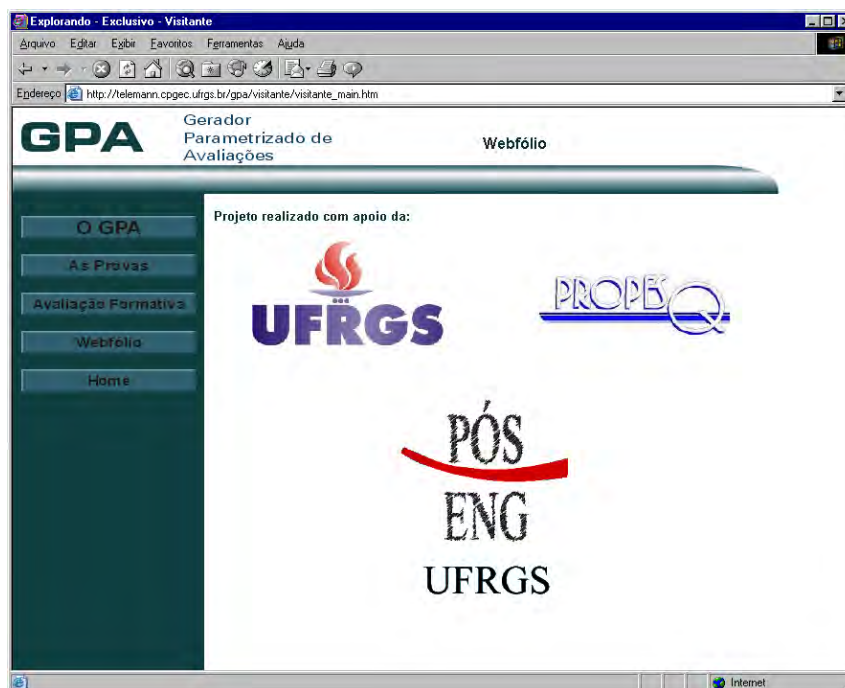 Explorando - Exclusivo - Visitante
Arquivo Editar Exibir Favoritos Ferramentas Ajuda
Endereço http://telemann.cpgec.ufrgs.br/gpa/visitante/visitante_main.htm
GPA
Gerador
Parametrizado de
Avaliações
Webfólio
O GPA
As Provas
Avaliação Formativa
Webfólio
Home
Projeto realizado com apoio da:
UFRGS
PROPESQ
PÓS
ENG
UFRGS
Internet